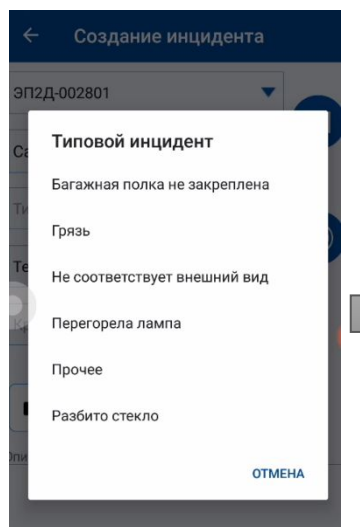 Создание инцидента
ЭП2Д-002801
Типовой инцидент
Багажная полка не закреплена
Грязь
Не соответствует внешний вид
Перегорела лампа
Прочее
Разбито стекло
ОТМЕНА